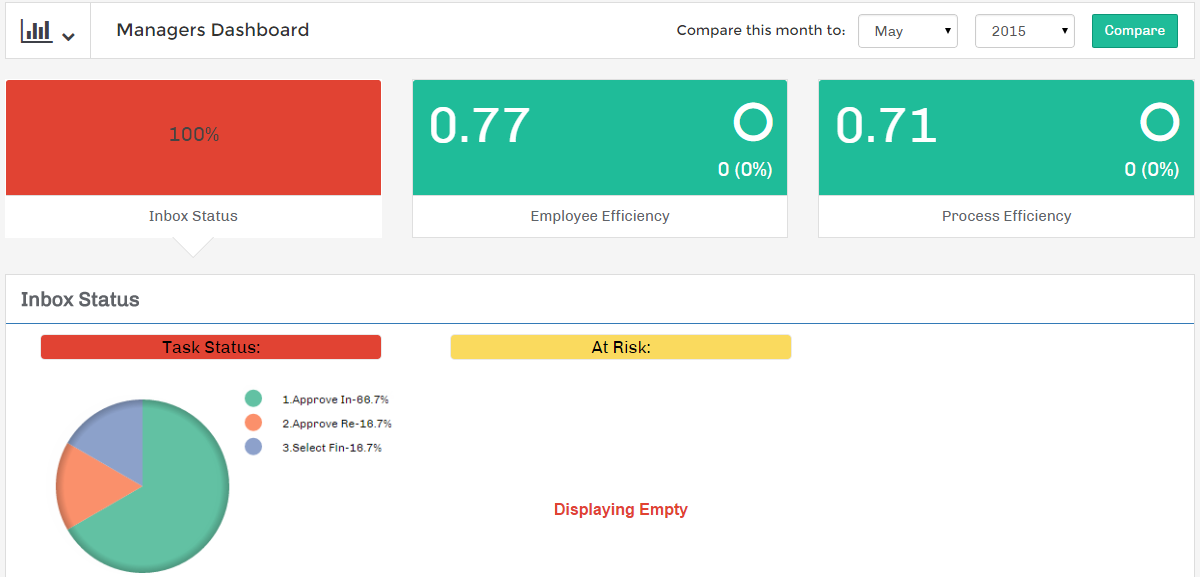 Managers Dashboard
Compare this month to:
May
2015
Compare
100%
Inbox Status
0.77
0 (0%)
Employee Efficiency
0.71
0 (0%)
Process Efficiency
Inbox Status
Task Status:
1.Approve In-66.7%
2.Approve Re-16.7%
3.Select Fin-16.7%
At Risk:
Displaying Empty